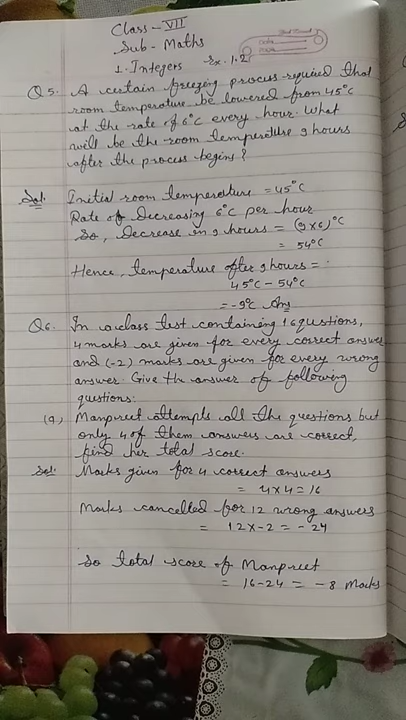 Class - VII
Sub - Maths
1. Integers Ex. 1.2
Q 5. A certain freezing process required that
room temperature be lowered from 45°C
at the rate of 6°C every hour. What
will be the room temperature 9 hours
after the process begins?
Sol. Initial room temperature = 45°C
Rate of Decreasing 6°C per hour
So, Decrease in 9 hours = (9×6)°C
= 54°C
Hence, temperature after 9 hours =
45°C - 54°C
= -9°C Ans
Q6. In a class test containing 16 qustions,
4 marks are given for every correct answer
and (-2) marks are given for every wrong
answer. Give the answer of following
questions:
(a) Manpreet attempts all the questions but
only 4 of them answers are correct,
find her total score.
Sol. Marks given for 4 correct answers
= 4×4=16
Marks cancelled for 12 wrong answers
= 12×-2 = -24
So total score of Manpreet
= 16-24 = -8 Marks